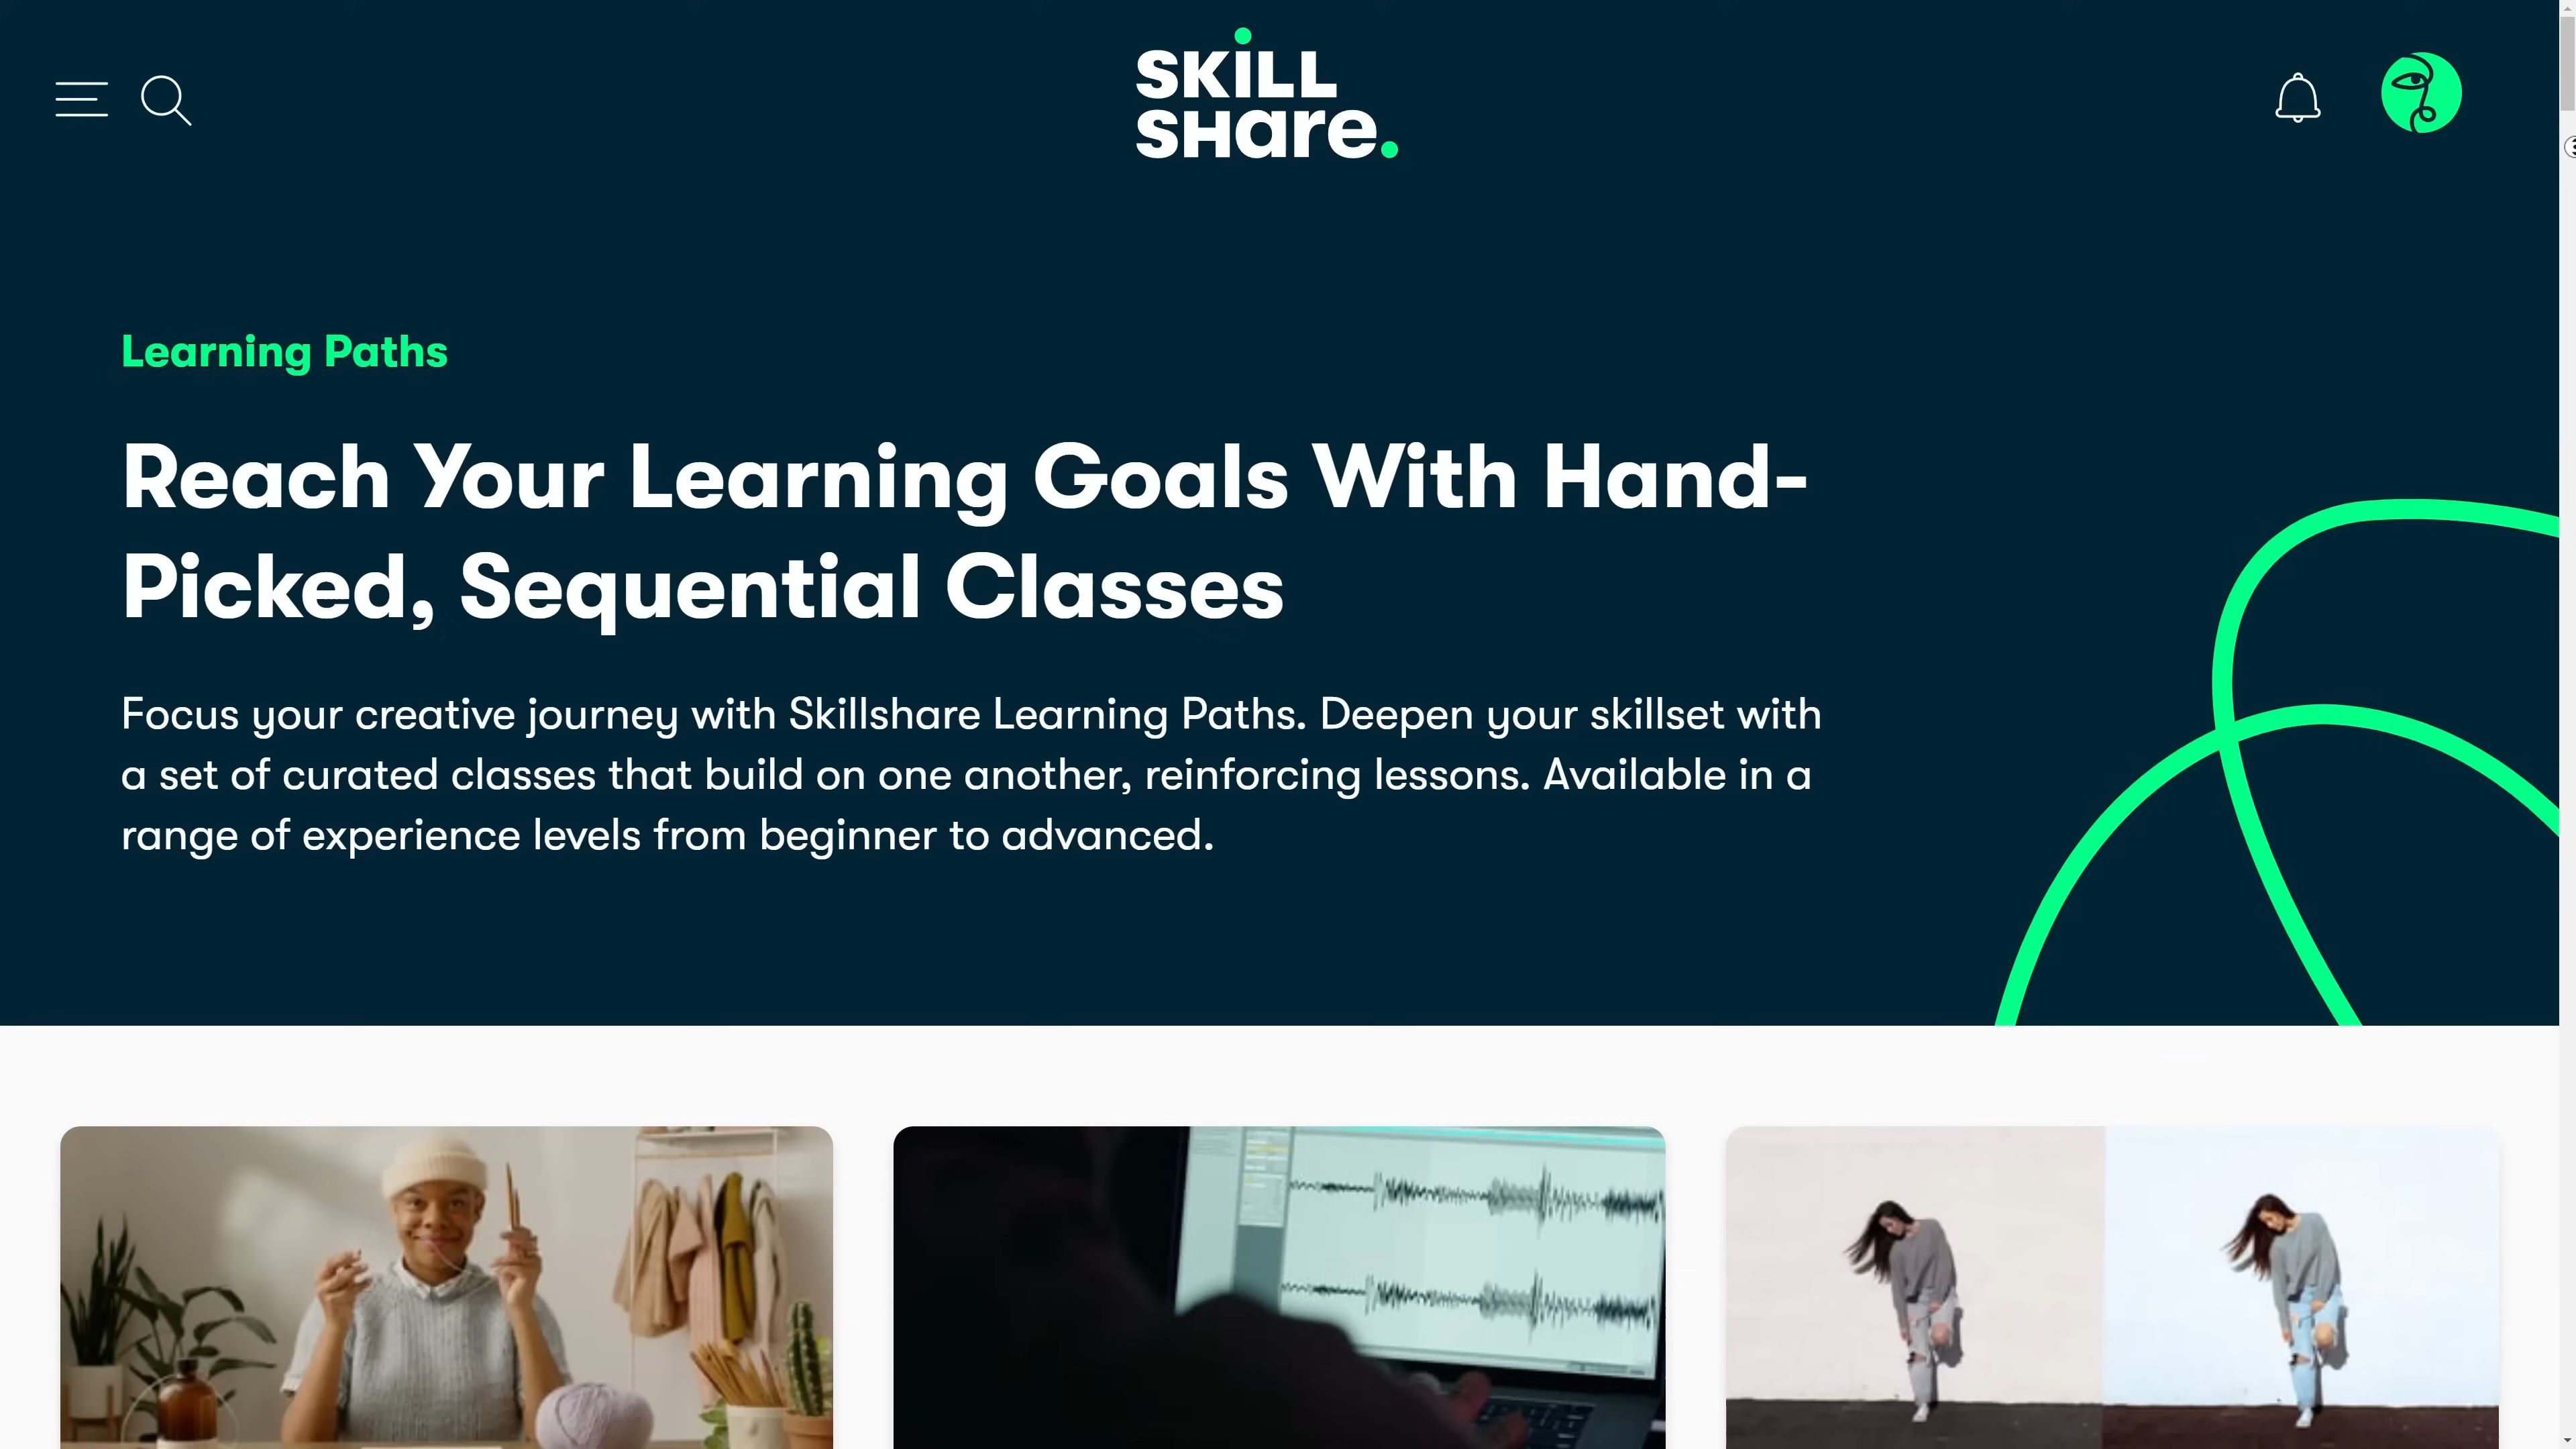 SKiLL
SHare.
Learning Paths
Reach Your Learning Goals With Hand-
Picked, Sequential Classes
Focus your creative journey with Skillshare Learning Paths. Deepen your skillset with
a set of curated classes that build on one another, reinforcing lessons. Available in a
range of experience levels from beginner to advanced.